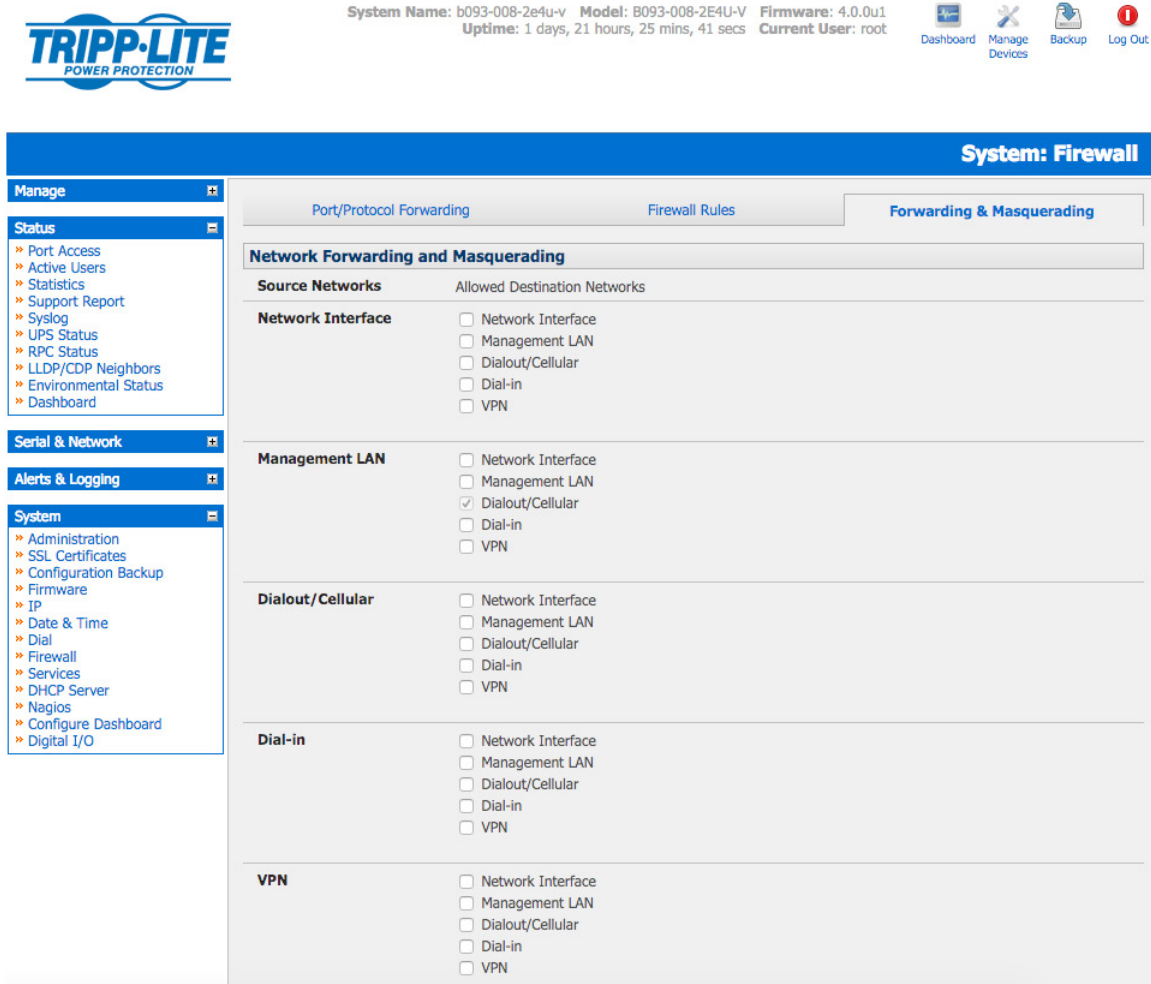 TRIPP·LITE
POWER PROTECTION
System Name: b093-008-2e4u-v Model: B093-008-2E4U-V Firmware: 4.0.0u1
Uptime: 1 days, 21 hours, 25 mins, 41 secs Current User: root
Dashboard
Manage
Devices
Backup
Log Out
System: Firewall
Manage
Status
» Port Access
» Active Users
» Statistics
» Support Report
» Syslog
» UPS Status
» RPC Status
» LLDP/CDP Neighbors
» Environmental Status
» Dashboard
Serial & Network
Alerts & Logging
System
» Administration
» SSL Certificates
» Configuration Backup
» Firmware
» IP
» Date & Time
» Dial
» Firewall
» Services
» DHCP Server
» Nagios
» Configure Dashboard
» Digital I/O
Port/Protocol Forwarding
Firewall Rules
Forwarding & Masquerading
Network Forwarding and Masquerading
Source Networks Allowed Destination Networks
Network Interface
Network Interface
Management LAN
Dialout/Cellular
Dial-in
VPN
Management LAN
Network Interface
Management LAN
Dialout/Cellular
Dial-in
VPN
Dialout/Cellular
Network Interface
Management LAN
Dialout/Cellular
Dial-in
VPN
Dial-in
Network Interface
Management LAN
Dialout/Cellular
Dial-in
VPN
VPN
Network Interface
Management LAN
Dialout/Cellular
Dial-in
VPN